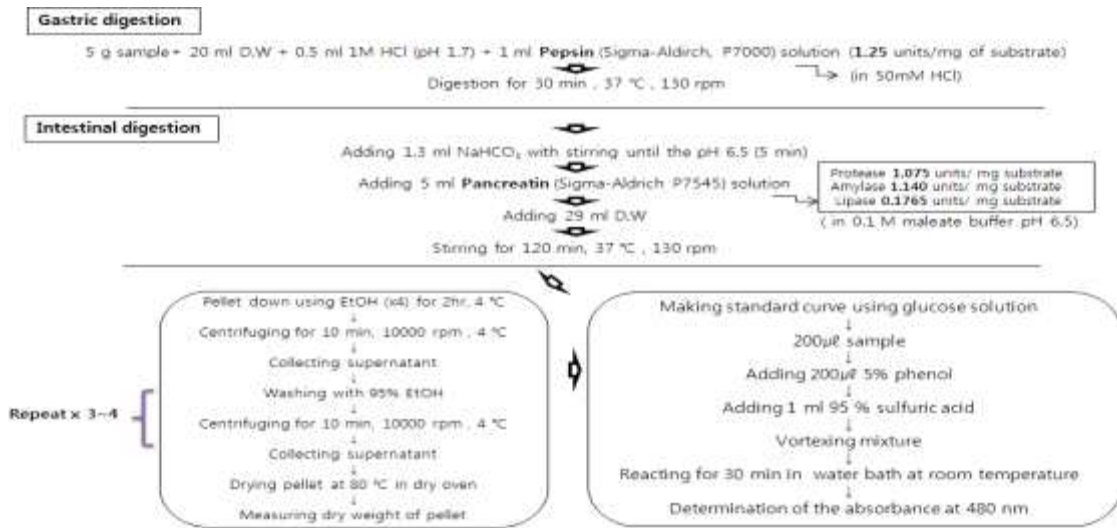 Gastric digestion
5 g sample + 20 ml D.W + 0.5 ml 1M HCl (pH 1.7) + 1 ml Pepsin (Sigma-Aldirch, P7000) solution (1.25 units/mg of substrate)
(in 50mM HCl)
Digestion for 30 min , 37 ℃ , 130 rpm
Intestinal digestion
Adding 1.3 ml NaHCO₃ with stirring until the pH 6.5 (5 min)
Adding 5 ml Pancreatin (Sigma-Aldrich P7545) solution
Protease 1.075 units/ mg substrate
Amylase 1.140 units/ mg substrate
Lipase 0.1765 units/ mg substrate
( in 0.1 M maleate buffer pH 6.5)
Adding 29 ml D.W
Stirring for 120 min, 37 ℃ , 130 rpm
Pellet down using EtOH (x4) for 2hr, 4 ℃
↓
Centrifuging for 10 min, 10000 rpm , 4 ℃
↓
Collecting supernatant
↓
Washing with 95% EtOH
↓
Centrifuging for 10 min, 10000 rpm , 4 ℃
↓
Collecting supernatant
↓
Drying pellet at 80 ℃ in dry oven
↓
Measuring dry weight of pellet
Repeat x 3~4
Making standard curve using glucose solution
↓
200㎕ sample
↓
Adding 200㎕ 5% phenol
↓
Adding 1 ml 95 % sulfuric acid
↓
Vortexing mixture
↓
Reacting for 30 min in water bath at room temperature
↓
Determination of the absorbance at 480 nm